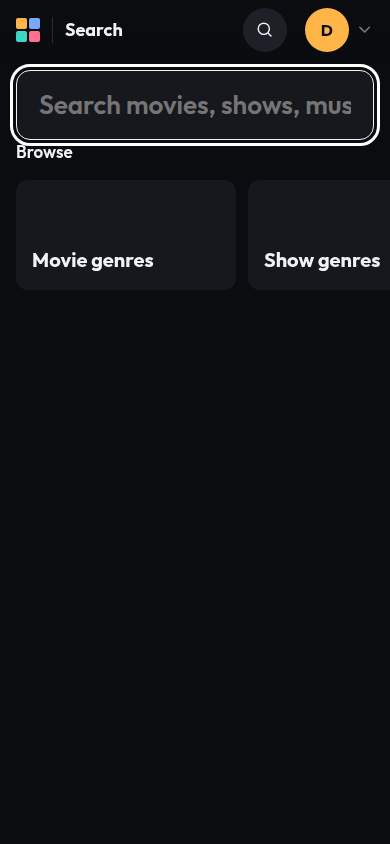 Search
D
Search movies, shows, mus
Browse
Movie genres
Show genres